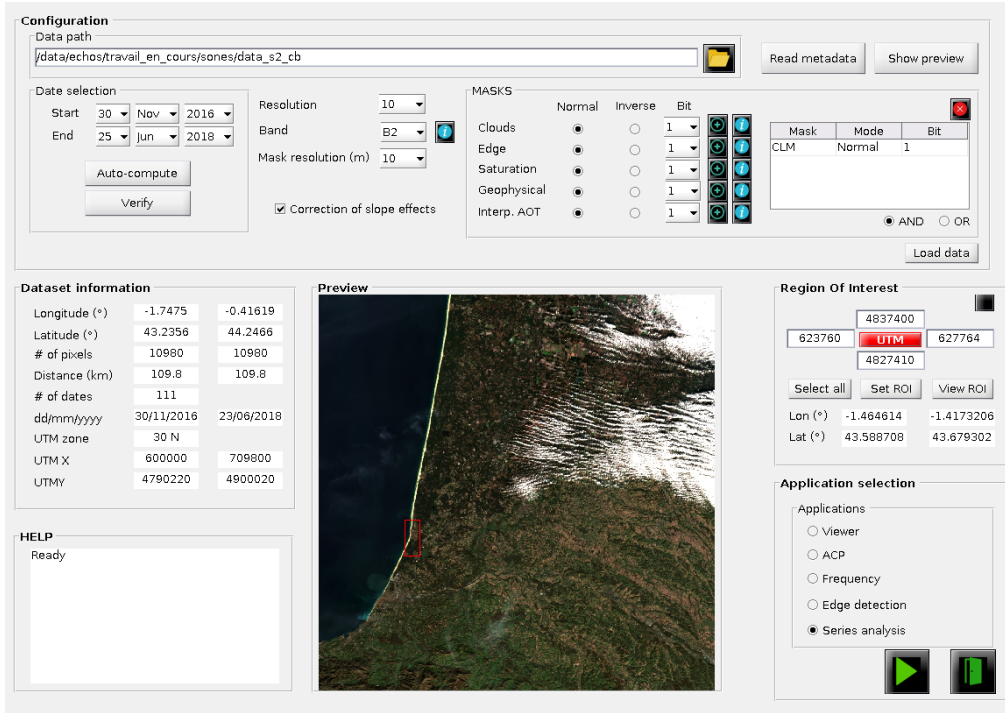 Configuration
Data path
/data/echos/travail_en_cours/sones/data_s2_cb
Read metadata
Show preview
Date selection
Start 30 Nov 2016
End 25 Jun 2018
Auto-compute
Verify
Resolution 10
Band B2
Mask resolution (m) 10
Correction of slope effects
MASKS
Normal Inverse Bit
Clouds 1
Edge 1
Saturation 1
Geophysical 1
Interp. AOT 1
Mask Mode Bit
CLM Normal 1
AND OR
Load data
Dataset information
Longitude (°) -1.7475 -0.41619
Latitude (°) 43.2356 44.2466
# of pixels 10980 10980
Distance (km) 109.8 109.8
# of dates 111
dd/mm/yyyy 30/11/2016 23/06/2018
UTM zone 30 N
UTM X 600000 709800
UTMY 4790220 4900020
HELP
Ready
Preview
Region Of Interest
4837400
623760 UTM 627764
4827410
Select all Set ROI View ROI
Lon (°) -1.464614 -1.4173206
Lat (°) 43.588708 43.679302
Application selection
Applications
Viewer
ACP
Frequency
Edge detection
Series analysis